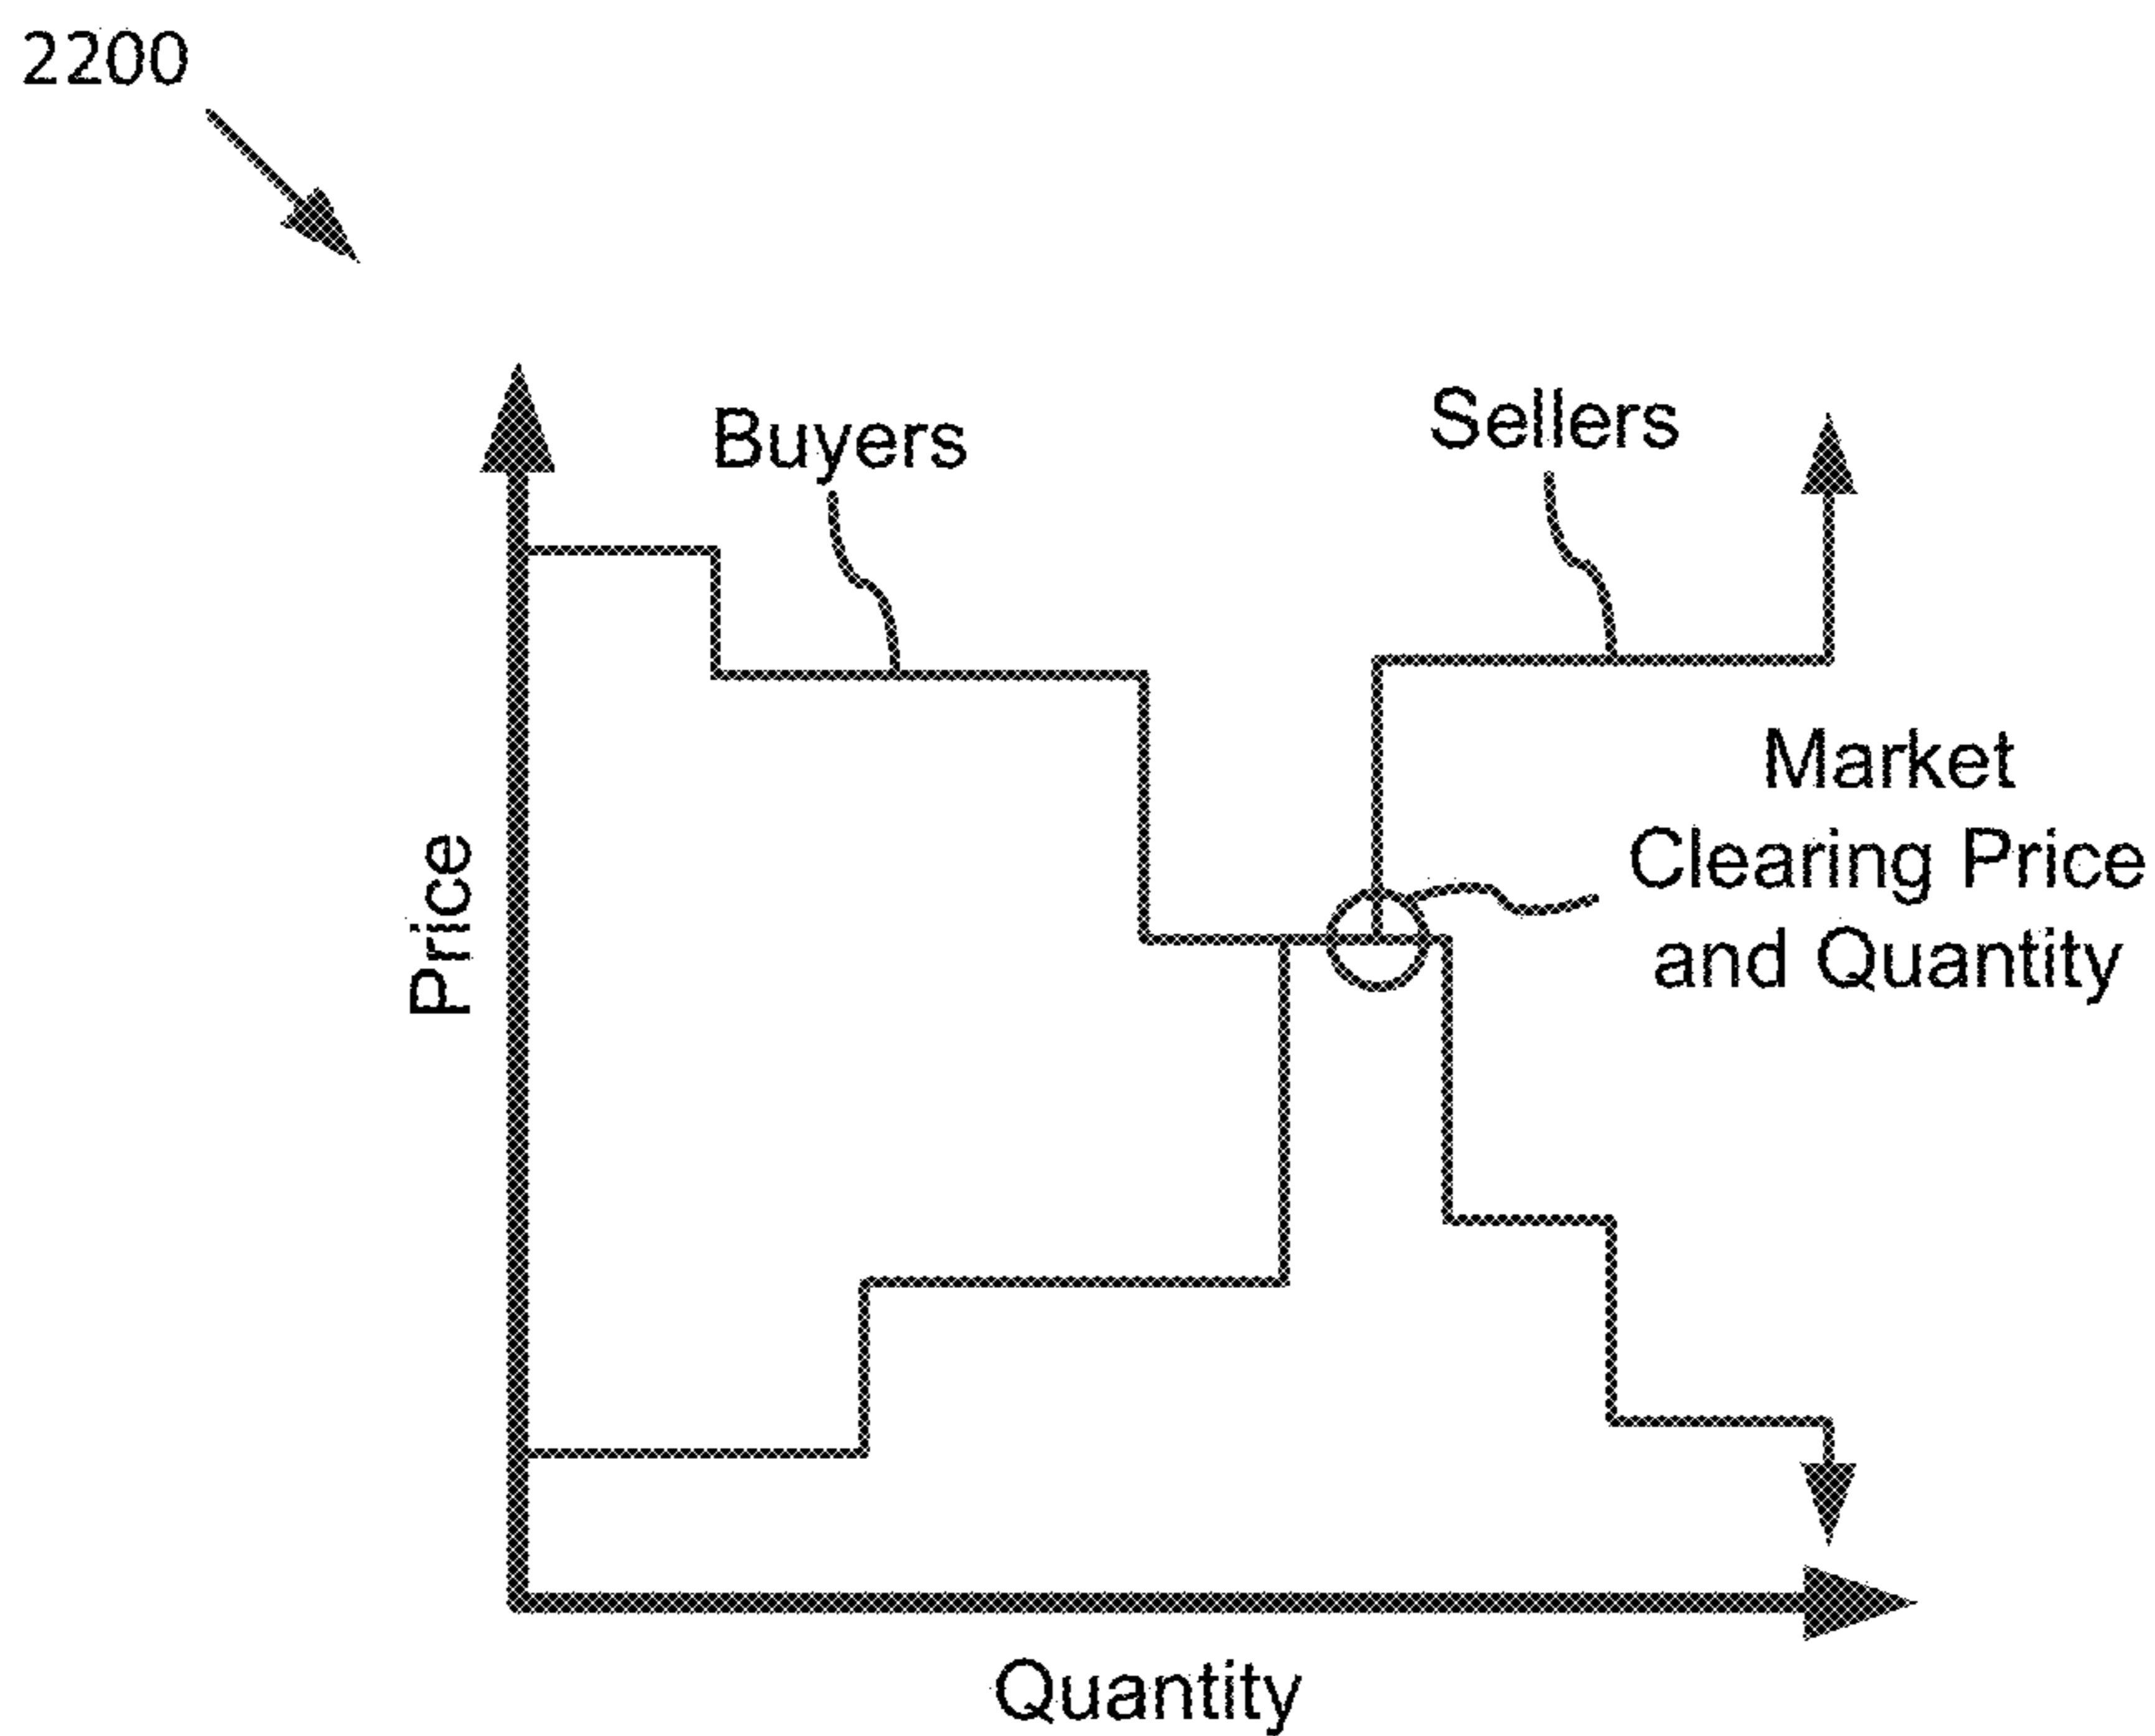 2200
Buyers
Sellers
Market
Clearing Price
and Quantity
Price
Quantity